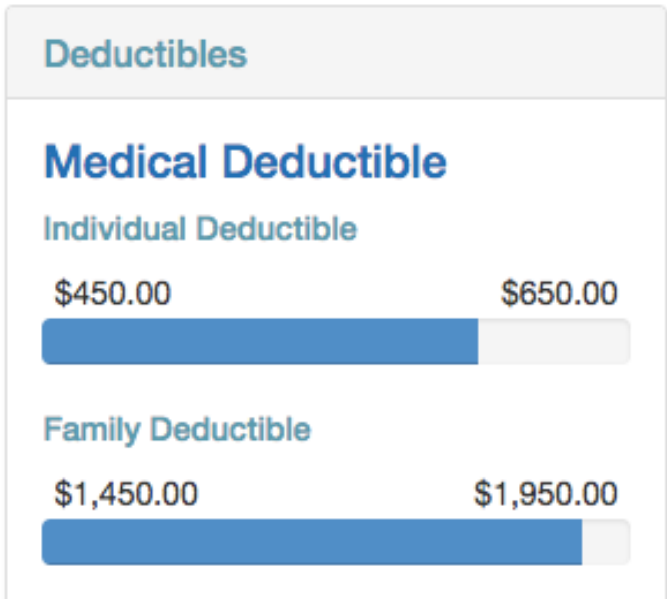 Deductibles
Medical Deductible
Individual Deductible
$450.00 $650.00
Family Deductible
$1,450.00 $1,950.00